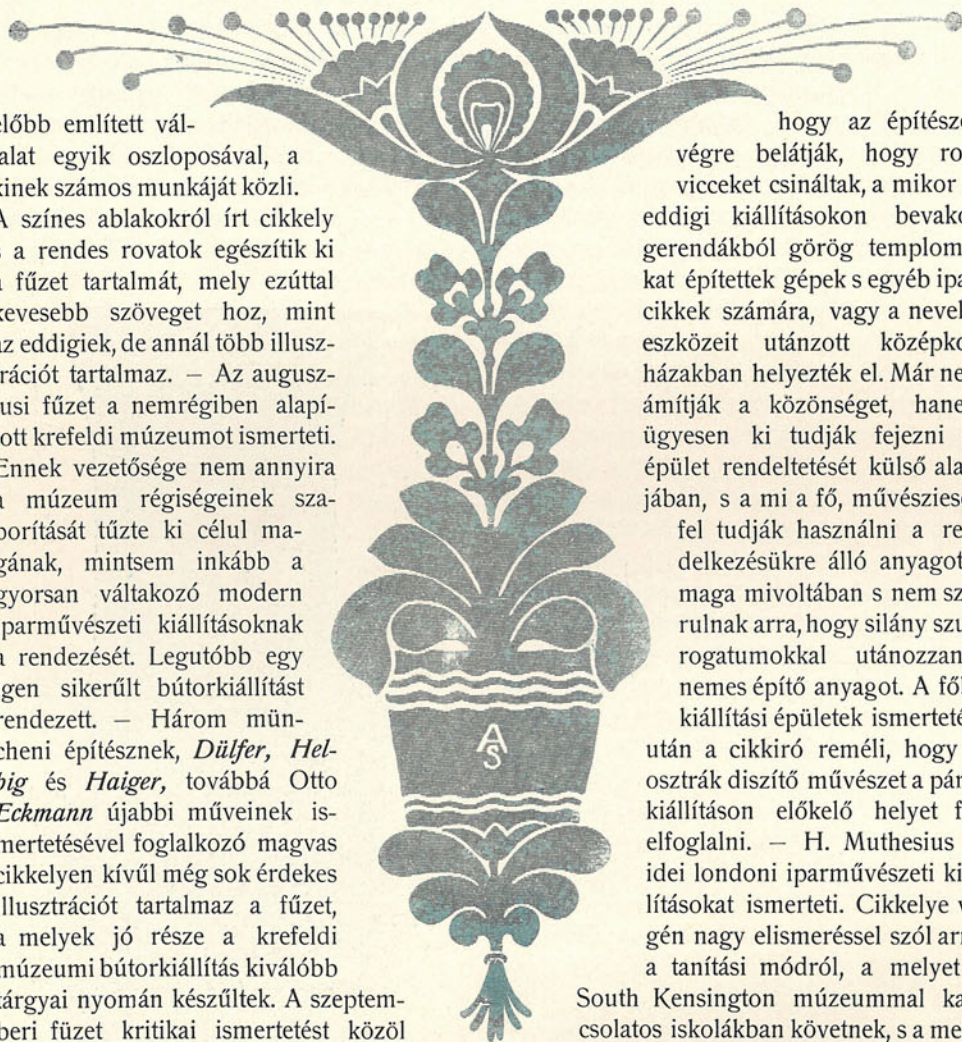 előbb említett vál-
alat egyik oszloposával, a
kinek számos munkáját közli.
A színes ablakokról írt cikkely
s a rendes rovatok egészítik ki
a fűzet tartalmát, mely ezúttal
kevesebb szöveget hoz, mint
az eddigiek, de annál több illusz-
rációt tartalmaz. — Az augusz-
usi fűzet a nemrégiben alapí-
ott krefeldi múzeumot ismerteti.
Ennek vezetősége nem annyira
a múzeum régiségeinek sza-
porítását tűzte ki célul ma-
gának, mintsem inkább a
gyorsan váltakozó modern
iparművészeti kiállításoknak
a rendezését. Legutóbb egy
igen sikerűlt bútorkiállítást
rendezett. — Három mün-
cheni építésznek, Dülfer, Hel-
big és Haiger, továbbá Otto
Eckmann újabbi műveinek is-
mertetésével foglalkozó magvas
cikkelyen kívűl még sok érdekes
illusztrációt tartalmaz a fűzet,
a melyek jó része a krefeldi
múzeumi bútorkiállítás kiválóbb
tárgyai nyomán készűltek. A szeptem-
beri füzet kritikai ismertetést közöl
AS
hogy az építésze
végre belátják, hogy ro
vicceket csináltak, a mikor
eddigi kiállításokon bevako
gerendákból görög templom
kat építettek gépek s egyéb ipa
cikkek számára, vagy a nevel
eszközeit utánzott középko
házakban helyezték el. Már ne
ámítják a közönséget, hane
ügyesen ki tudják fejezni
épület rendeltetését külső ala
jában, s a mi a fő, művésziese
fel tudják használni a re
delkezésükre álló anyagot
maga mivoltában s nem sz
rulnak arra, hogy silány szu
rogatumokkal utánozzan
nemes építő anyagot. A főb
kiállítási épületek ismerteté
után a cikkiró reméli, hogy
osztrák diszítő művészet a pár
kiállításon előkelő helyet f
elfoglalni. — H. Muthesius
idei londoni iparművészeti ki
lításokat ismerteti. Cikkelye v
gén nagy elismeréssel szól arr
a tanítási módról, a melyet
South Kensington múzeummal ka
csolatos iskolákban követnek, s a me